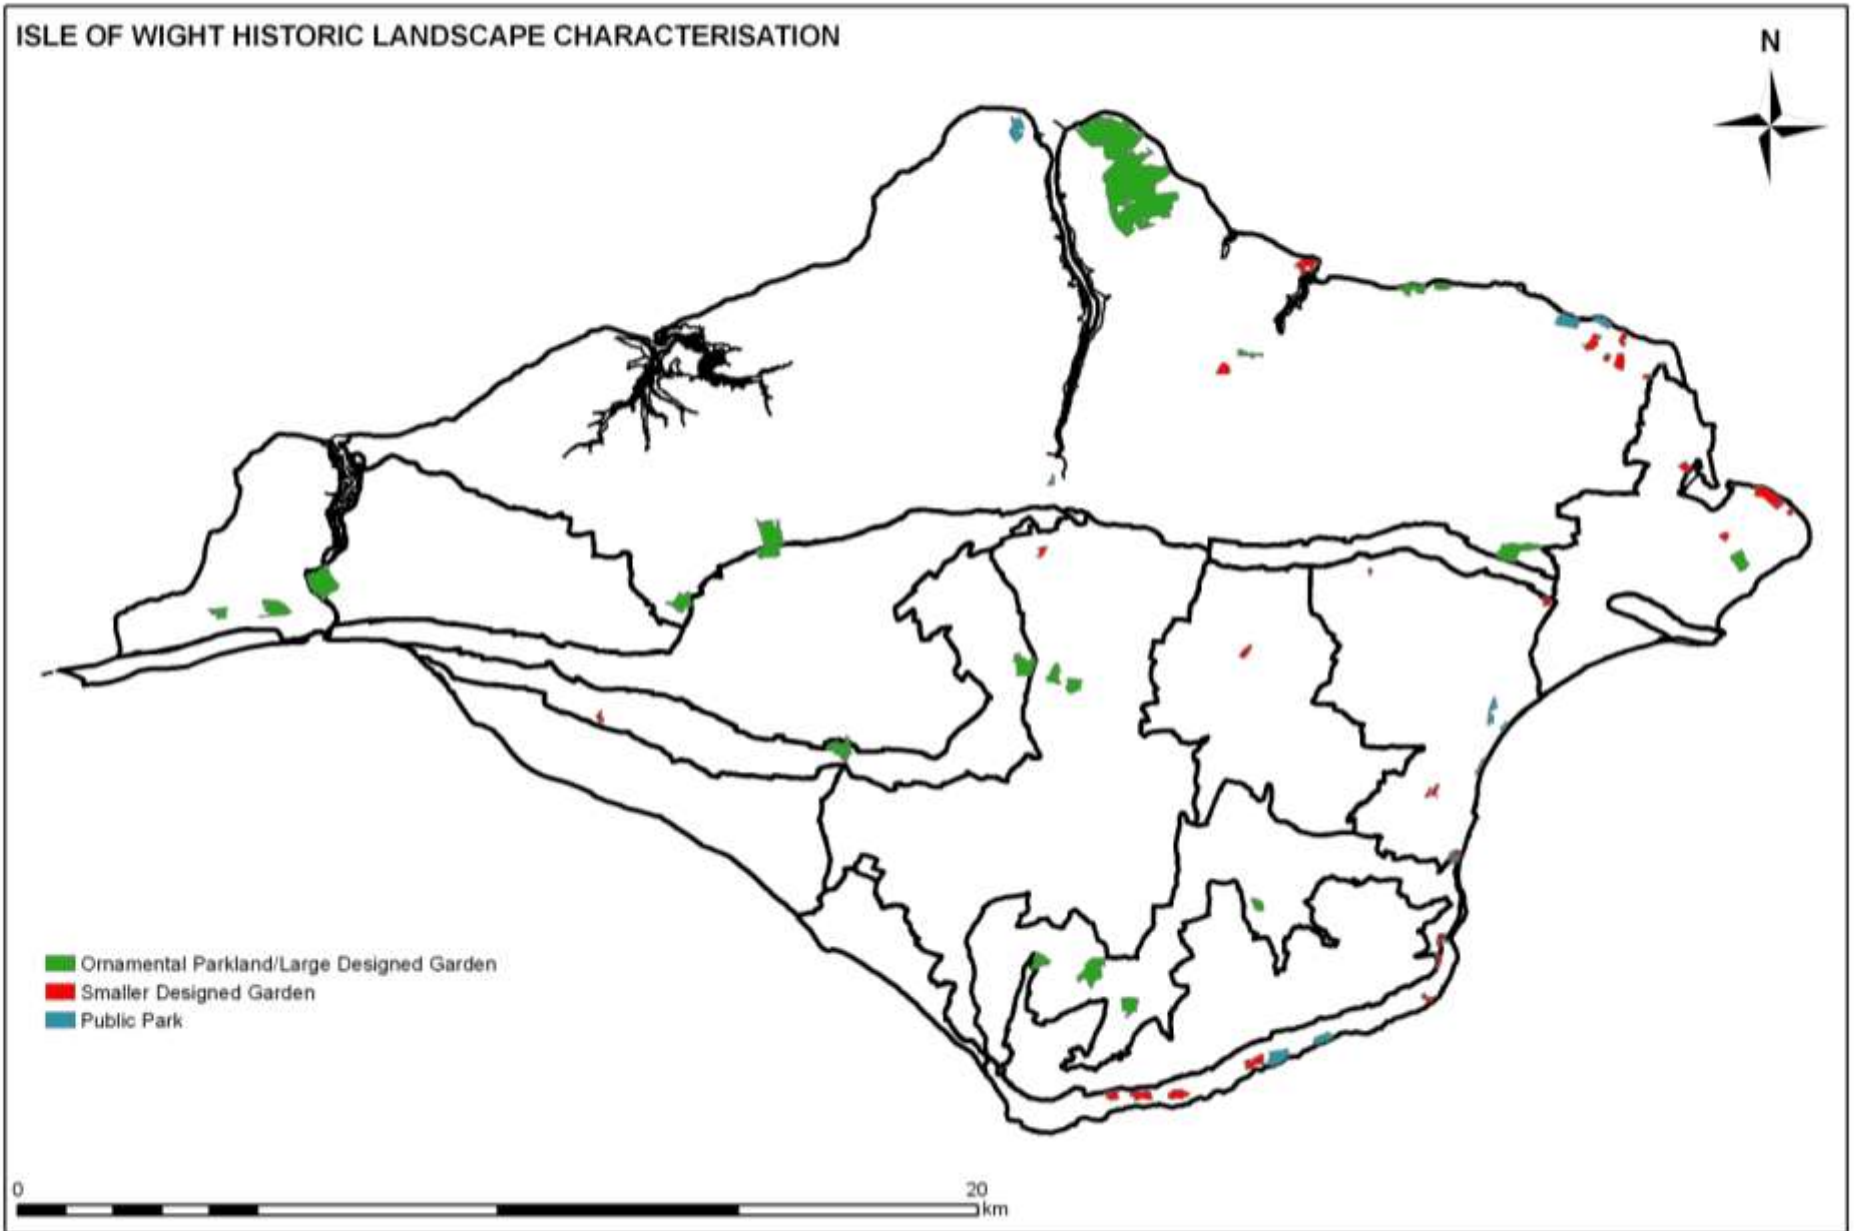 ISLE OF WIGHT HISTORIC LANDSCAPE CHARACTERISATION
N
Ornamental Parkland/Large Designed Garden
Smaller Designed Garden
Public Park
0 20
km